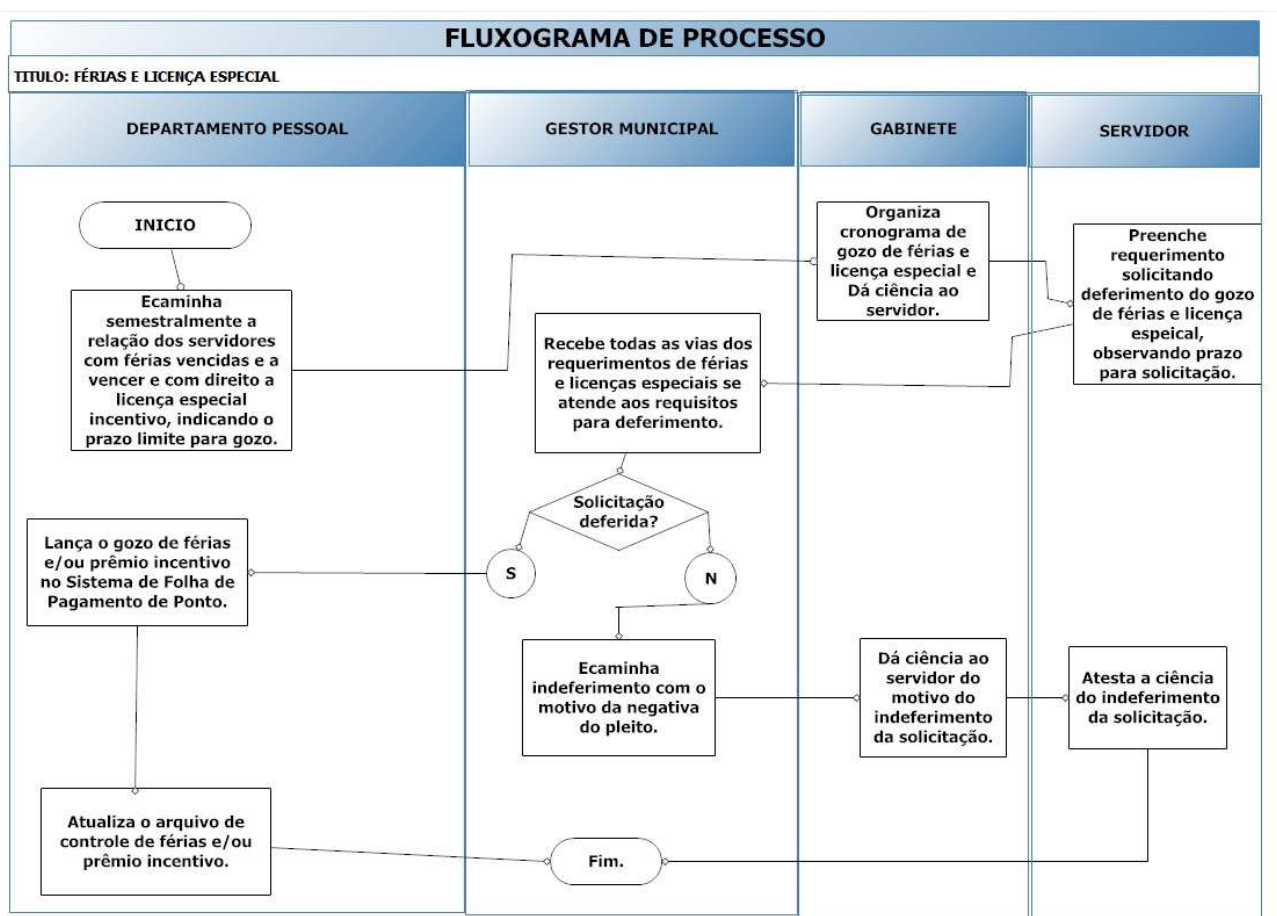 FLUXOGRAMA DE PROCESSO
TITULO: FÉRIAS E LICENÇA ESPECIAL
DEPARTAMENTO PESSOAL
GESTOR MUNICIPAL
GABINETE
SERVIDOR
INICIO
Ecaminha
semestralmente a
relação dos servidores
com férias vencidas e a
vencer e com direito a
licença especial
incentivo, indicando o
prazo limite para gozo.
Organiza
cronograma de
gozo de férias e
licença especial e
Dá ciência ao
servidor.
Preenche
requerimento
solicitando
deferimento do gozo
de férias e licença
espeical,
observando prazo
para solicitação.
Recebe todas as vias dos
requerimentos de férias
e licenças especiais se
atende aos requisitos
para deferimento.
Solicitação
deferida?
S
N
Lança o gozo de férias
e/ou prêmio incentivo
no Sistema de Folha de
Pagamento de Ponto.
Ecaminha
indeferimento com o
motivo da negativa
do pleito.
Dá ciência ao
servidor do
motivo do
indeferimento
da solicitação.
Atesta a ciência
do indeferimento
da solicitação.
Atualiza o arquivo de
controle de férias e/ou
prêmio incentivo.
Fim.